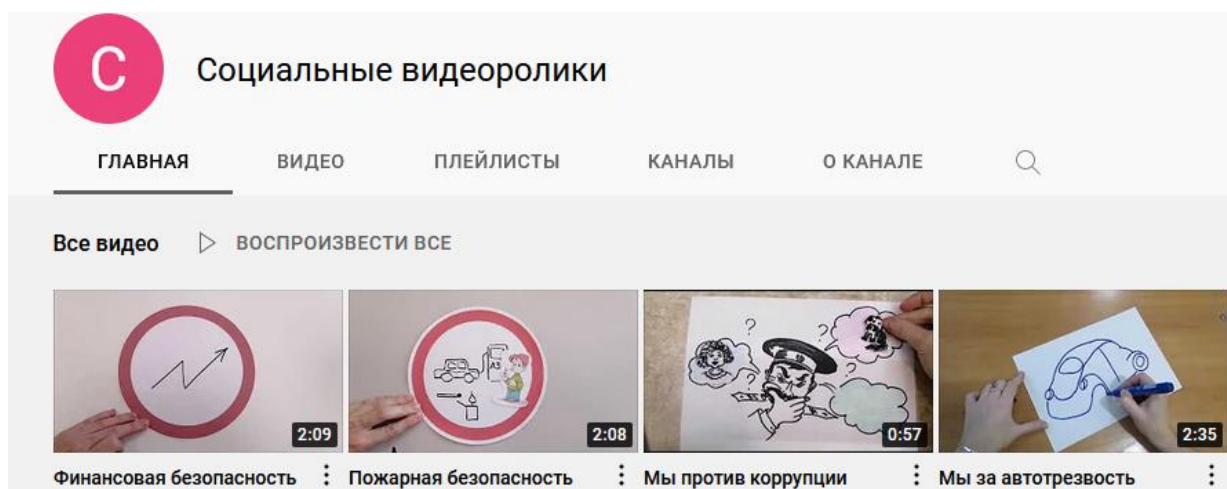 С
Социальные видеоролики
ГЛАВНАЯ ВИДЕО ПЛЕЙЛИСТЫ КАНАЛЫ О КАНАЛЕ
Все видео ВОСПРОИЗВЕСТИ ВСЕ
АЗ
? ? ? ?
2:09 2:08 0:57 2:35
Финансовая безопасность Пожарная безопасность Мы против коррупции Мы за автотрезвость